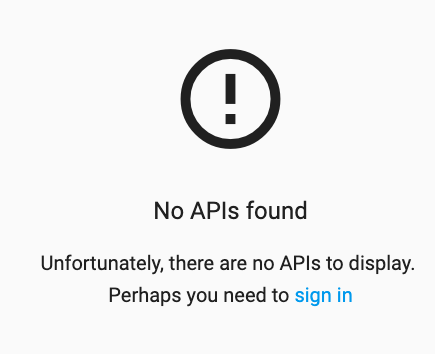 No APIs found
Unfortunately, there are no APIs to display.
Perhaps you need to sign in